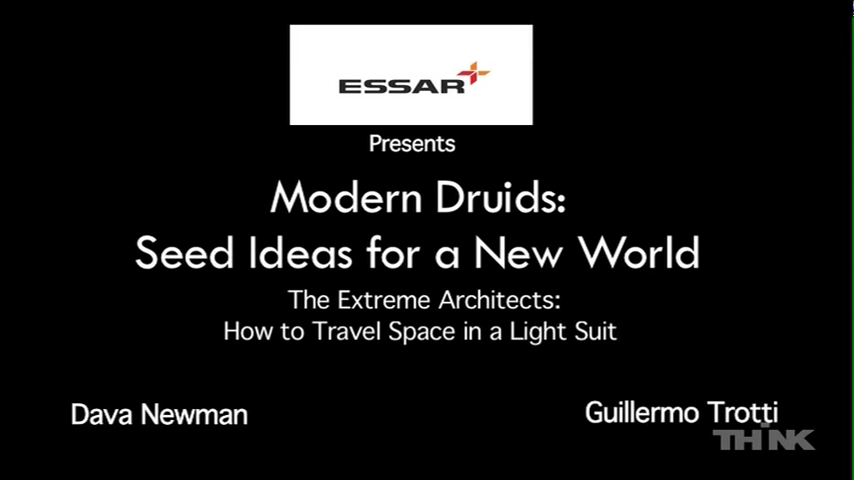 ESSAR
Presents
Modern Druids:
Seed Ideas for a New World
The Extreme Architects:
How to Travel Space in a Light Suit
Dava Newman
Guillermo Trotti
THiNK